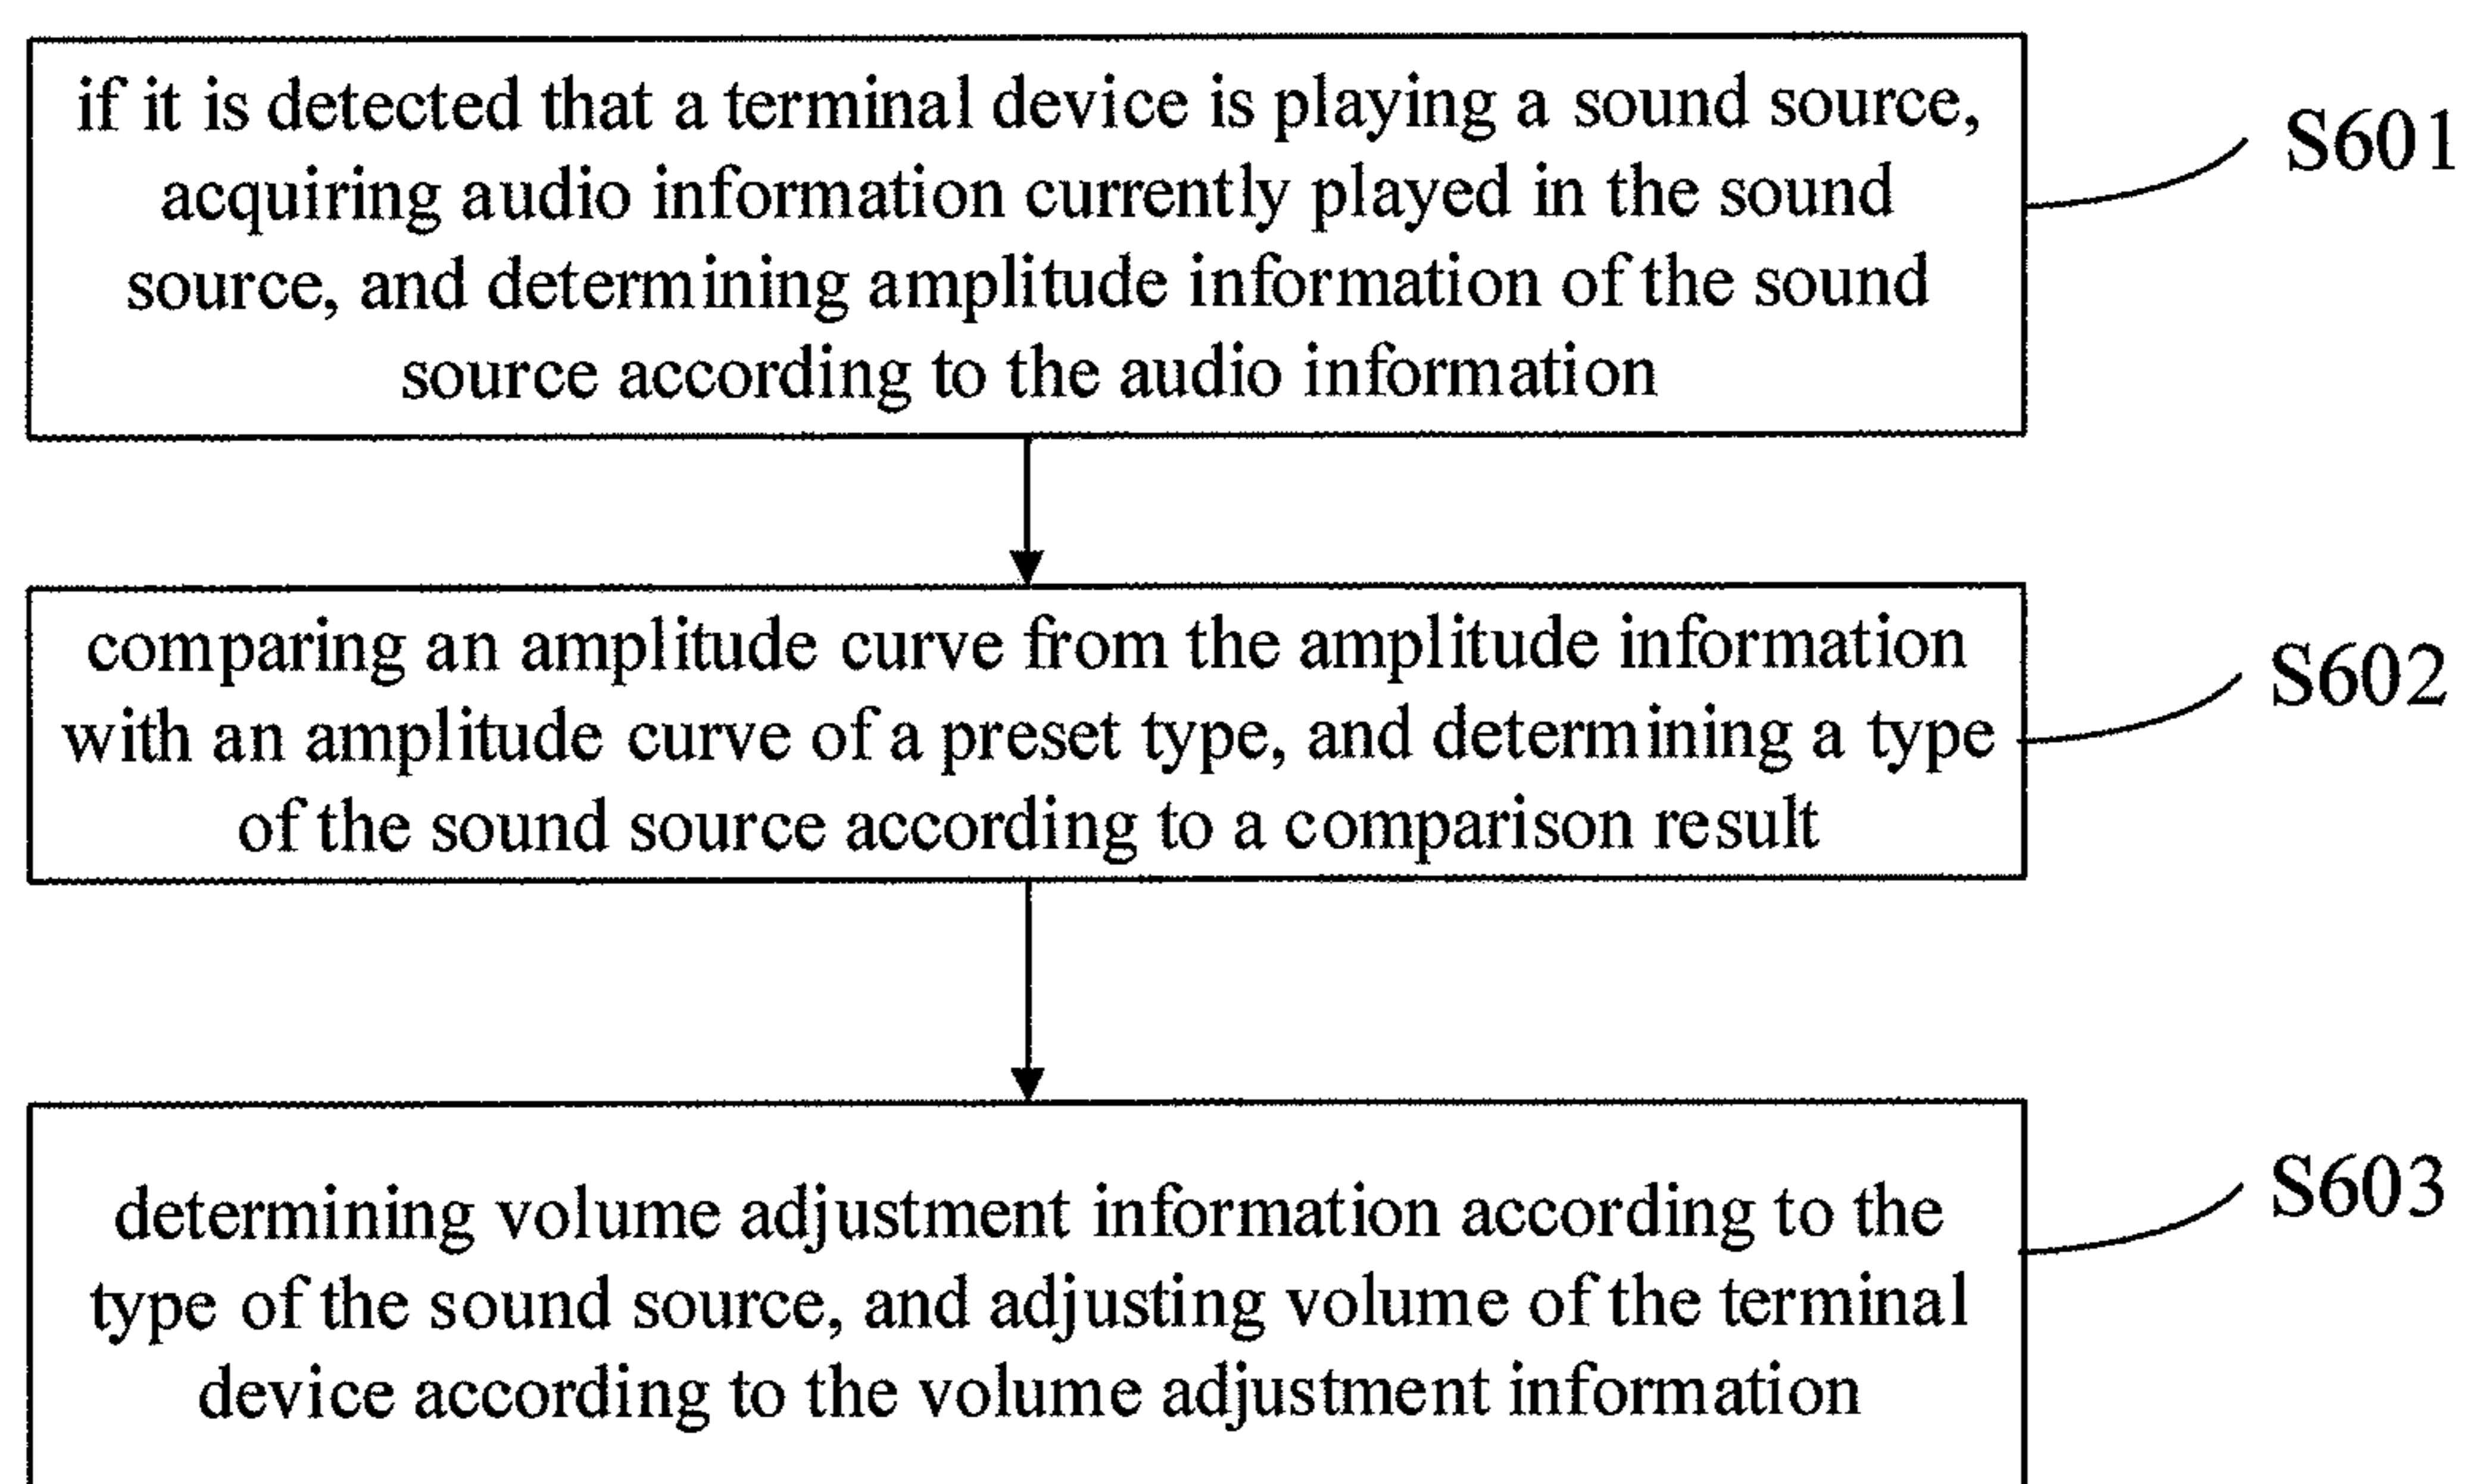 if it is detected that a terminal device is playing a sound source,
acquiring audio information currently played in the sound
source, and determining amplitude information of the sound
source according to the audio information
S601
comparing an amplitude curve from the amplitude information
with an amplitude curve of a preset type, and determining a type
of the sound source according to a comparison result
S602
determining volume adjustment information according to the
type of the sound source, and adjusting volume of the terminal
device according to the volume adjustment information
S603